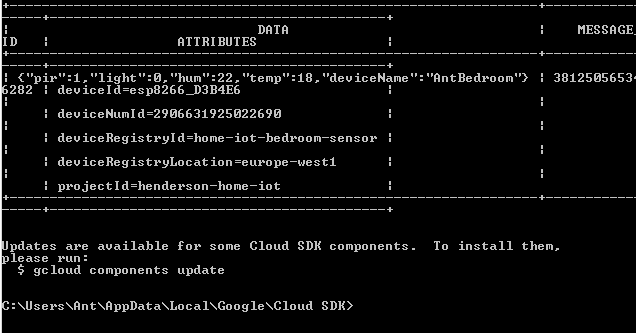 DATA | MESSAGE_
ID | ATTRIBUTES |
| {"pir":1,"light":0,"hum":22,"temp":18,"deviceName":"AntBedroom"} | 38125056534
6282 | deviceId=esp8266_D3B4E6 |
| deviceNumId=2906631925022690
| deviceRegistryId=home-iot-bedroom-sensor |
| deviceRegistryLocation=europe-west1 |
| projectId=henderson-home-iot |
Updates are available for some Cloud SDK components.  To install them,
please run:
$ gcloud components update
C:\Users\Ant\AppData\Local\Google\Cloud SDK>